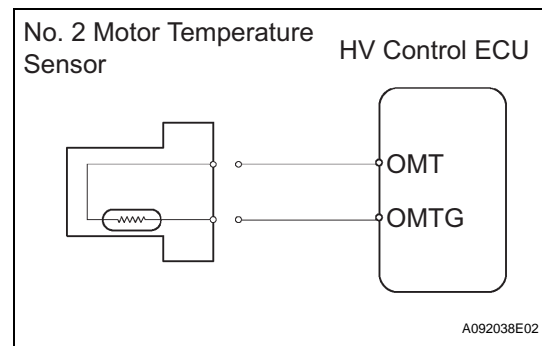 No. 2 Motor Temperature
Sensor
HV Control ECU
OMT
OMTG
A092038E02